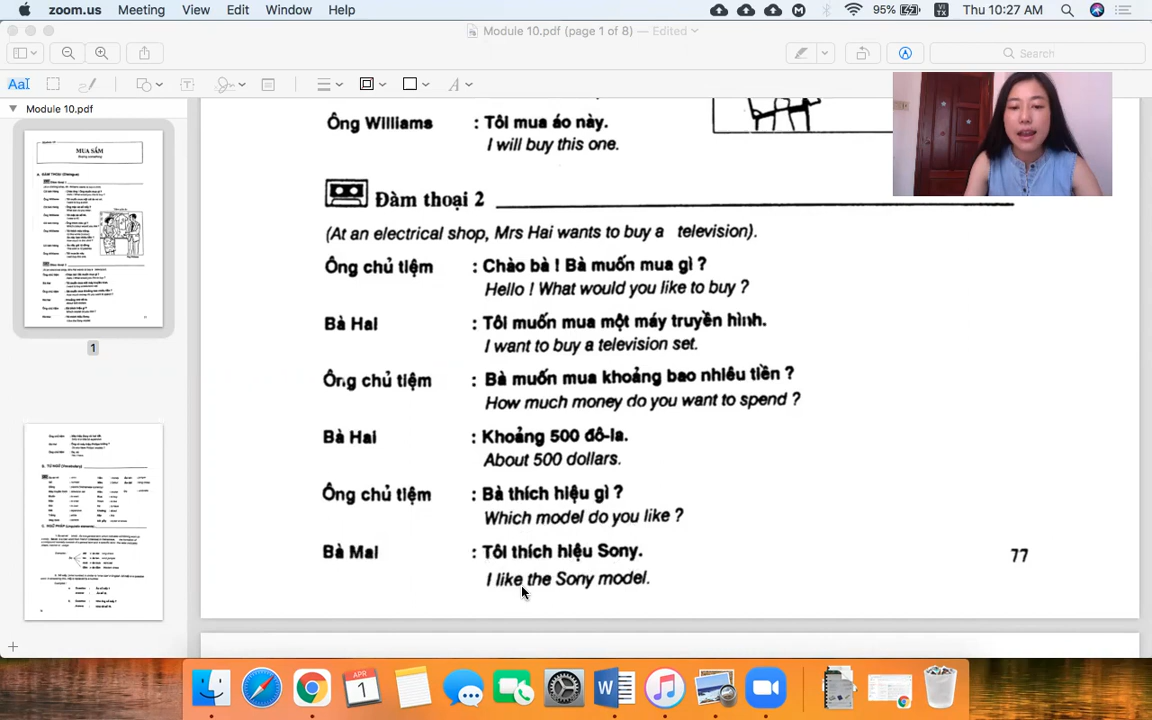 zoom.us Meeting View Edit Window Help 95% VI TX Thu 10:27 AM
Module 10.pdf (page 1 of 8) — Edited
Search
AaI A
Module 10.pdf
MUA SẮM
1
Ông Williams : Tôi mua áo này.
I will buy this one.
Đàm thoại 2
(At an electrical shop, Mrs Hai wants to buy a television).
Ông chủ tiệm : Chào bà ! Bà muốn mua gì ?
Hello ! What would you like to buy ?
Bà Hai : Tôi muốn mua một máy truyền hình.
I want to buy a television set.
Ông chủ tiệm : Bà muốn mua khoảng bao nhiêu tiền ?
How much money do you want to spend ?
Bà Hai : Khoảng 500 đô-la.
About 500 dollars.
Ông chủ tiệm : Bà thích hiệu gì ?
Which model do you like ?
Bà Mai : Tôi thích hiệu Sony.
I like the Sony model.
77
APR
1
W